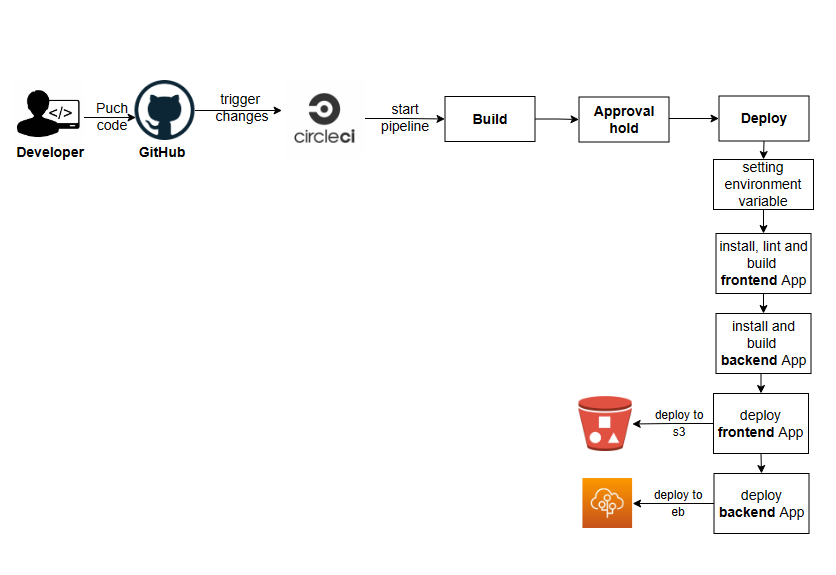 Puch
code
trigger
changes
</>
circleci
start
pipeline
Developer
GitHub
Build
Approval
hold
Deploy
setting
environment
variable
install, lint and
build
frontend App
install and
build
backend App
deploy
frontend App
deploy to
s3
deploy
backend App
deploy to
eb